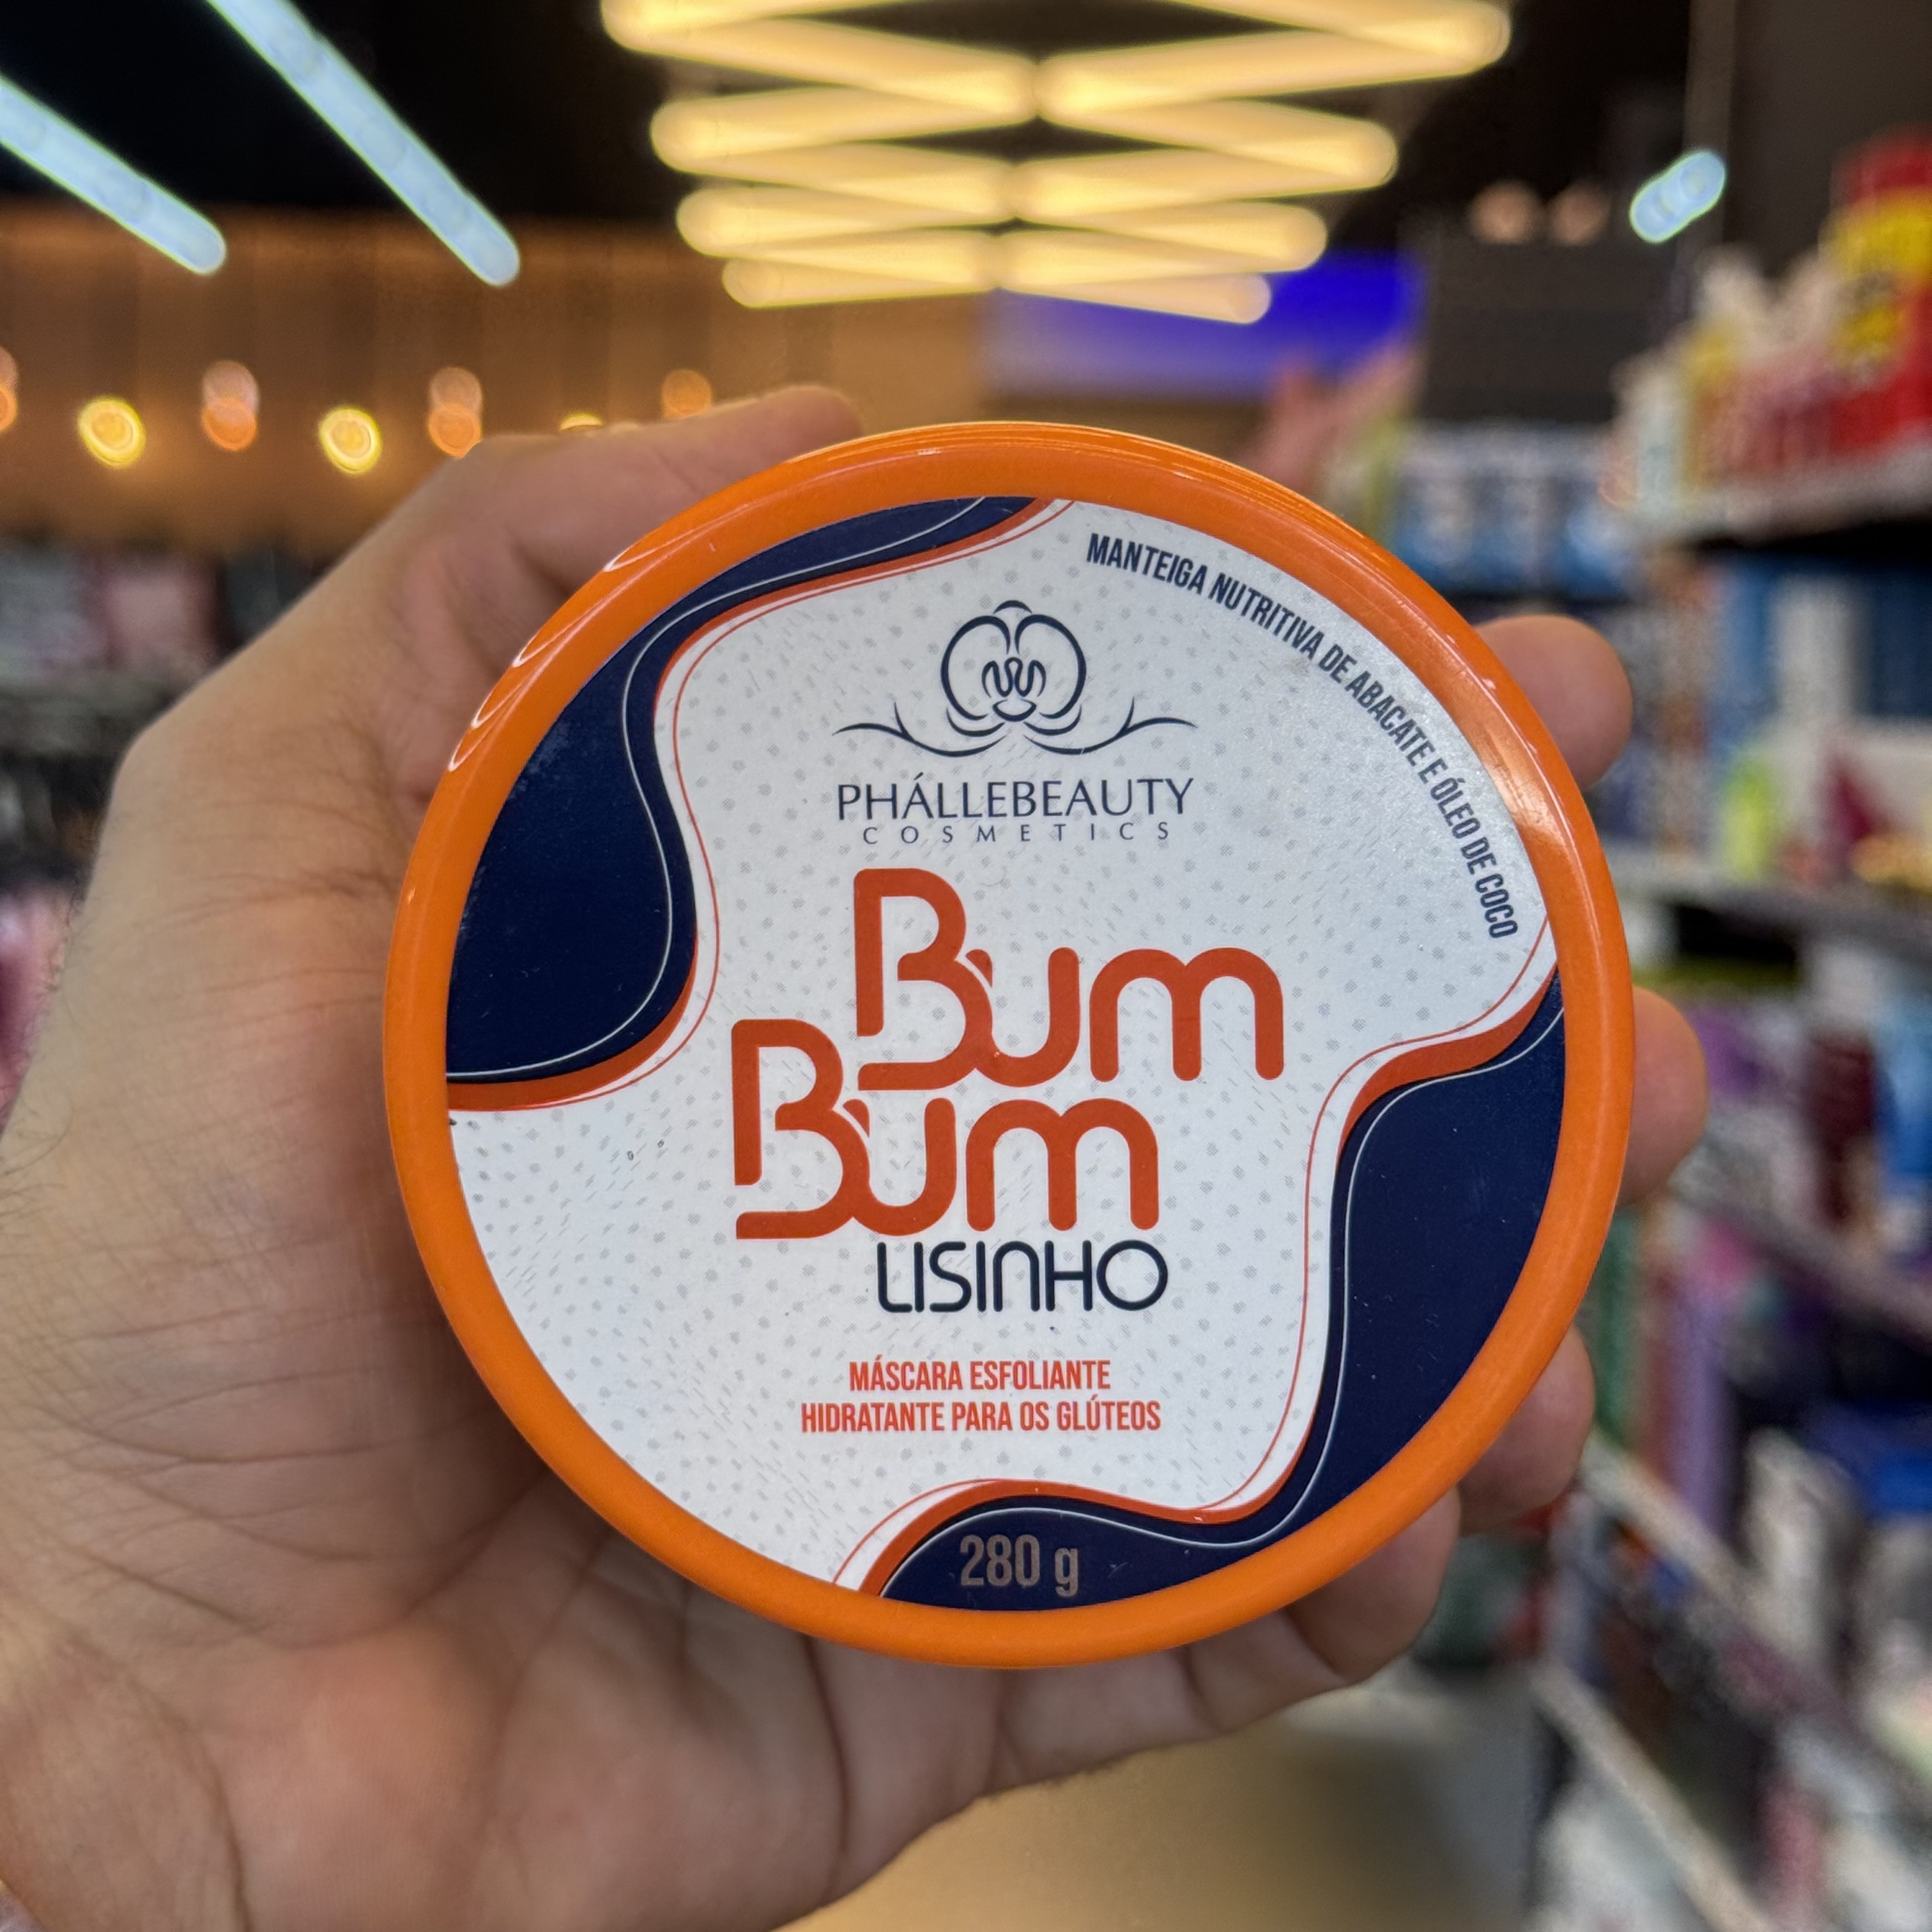 MANTEIGA NUTRITIVA DE ABACATE E ÓLEO DE COCO
PHÁLLEBEAUTY
COSMETICS
Bum
Bum
LISINHO
MÁSCARA ESFOLIANTE
HIDRATANTE PARA OS GLÚTEOS
280 g